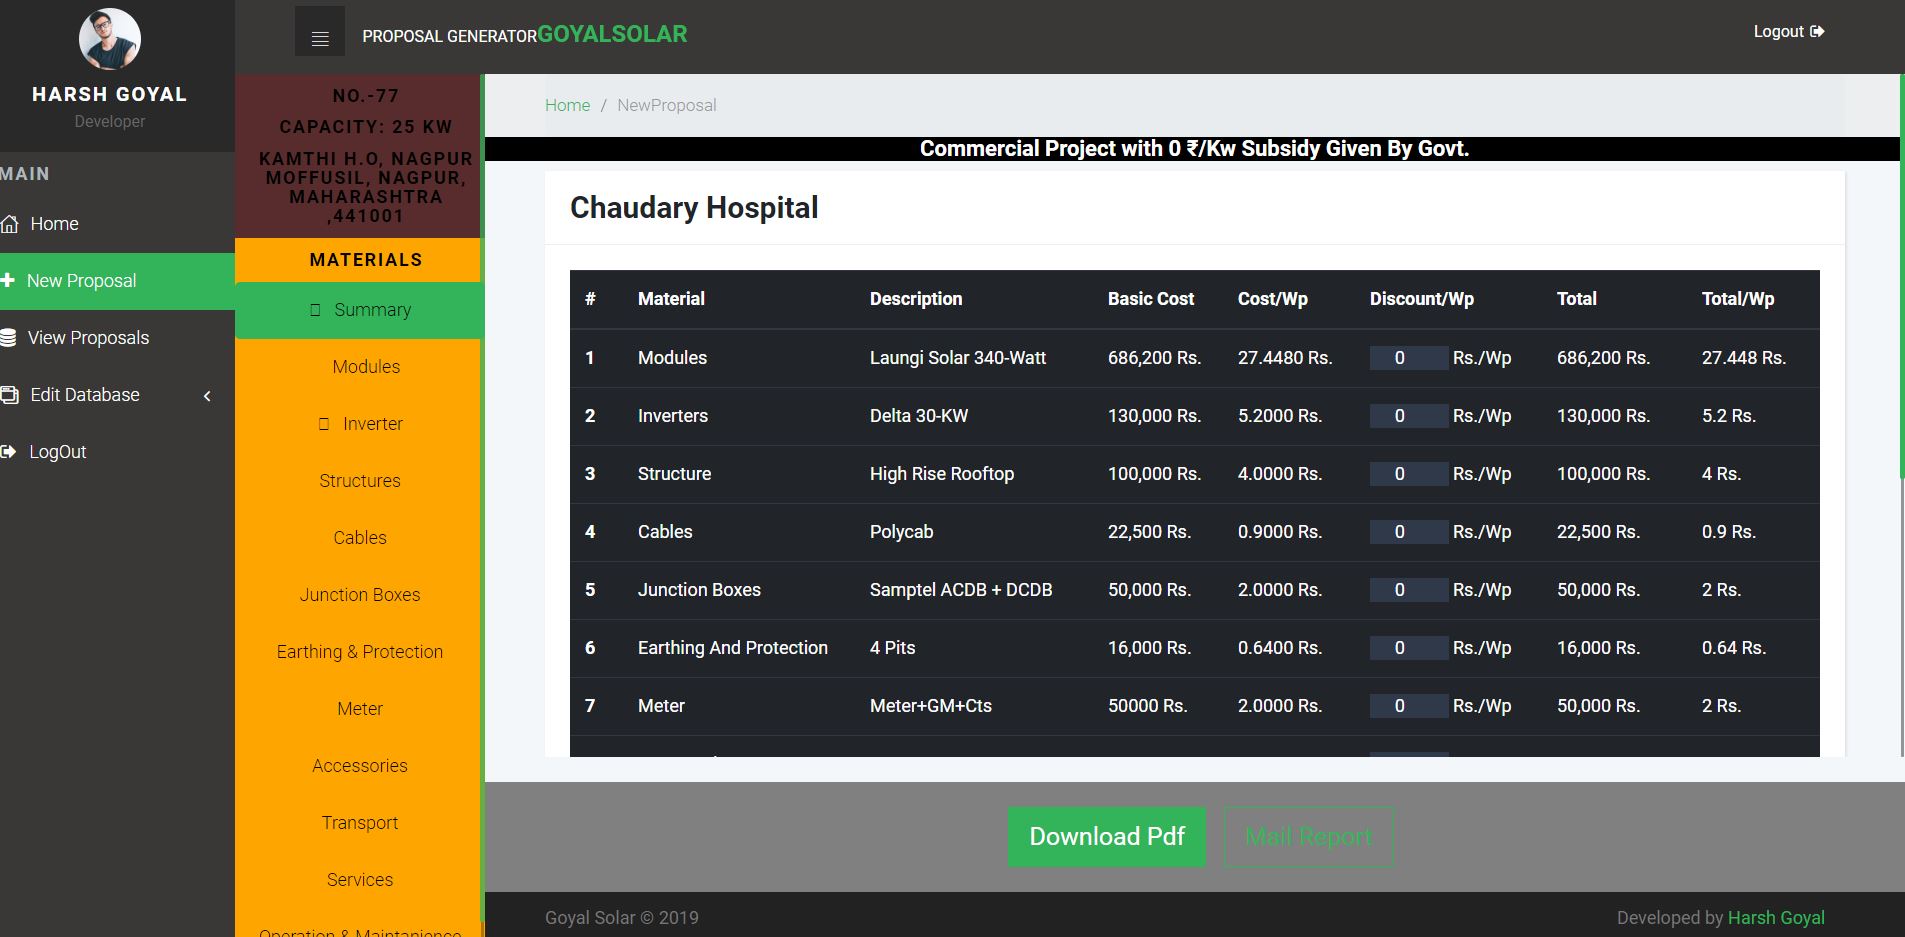 HARSH GOYAL
Developer
MAIN
Home
New Proposal
View Proposals
Edit Database
LogOut
PROPOSAL GENERATORGOYALSOLAR
Logout
NO.-77
CAPACITY: 25 KW
KAMTHI H.O, NAGPUR
MOFFUSIL, NAGPUR,
MAHARASHTRA
,441001
MATERIALS
Summary
Modules
Inverter
Structures
Cables
Junction Boxes
Earthing & Protection
Meter
Accessories
Transport
Services
Operation & Maintanience
Home / NewProposal
Commercial Project with 0 ₹/Kw Subsidy Given By Govt.
Chaudary Hospital
# Material Description Basic Cost Cost/Wp Discount/Wp Total Total/Wp
1 Modules Laungi Solar 340-Watt 686,200 Rs. 27.4480 Rs. 0 Rs./Wp 686,200 Rs. 27.448 Rs.
2 Inverters Delta 30-KW 130,000 Rs. 5.2000 Rs. 0 Rs./Wp 130,000 Rs. 5.2 Rs.
3 Structure High Rise Rooftop 100,000 Rs. 4.0000 Rs. 0 Rs./Wp 100,000 Rs. 4 Rs.
4 Cables Polycab 22,500 Rs. 0.9000 Rs. 0 Rs./Wp 22,500 Rs. 0.9 Rs.
5 Junction Boxes Samptel ACDB + DCDB 50,000 Rs. 2.0000 Rs. 0 Rs./Wp 50,000 Rs. 2 Rs.
6 Earthing And Protection 4 Pits 16,000 Rs. 0.6400 Rs. 0 Rs./Wp 16,000 Rs. 0.64 Rs.
7 Meter Meter+GM+Cts 50000 Rs. 2.0000 Rs. 0 Rs./Wp 50,000 Rs. 2 Rs.
Download Pdf Mail Report
Goyal Solar © 2019
Developed by Harsh Goyal